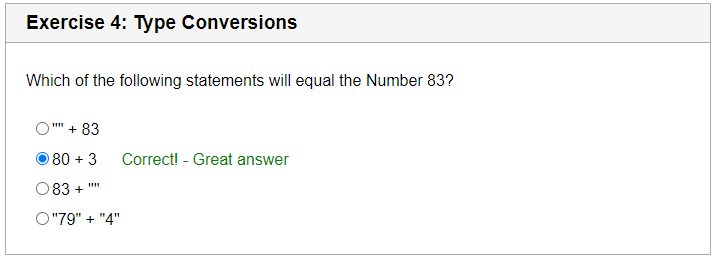 Exercise 4: Type Conversions
Which of the following statements will equal the Number 83?
"" + 83
80 + 3 Correct! - Great answer
83 + ""
"79" + "4"